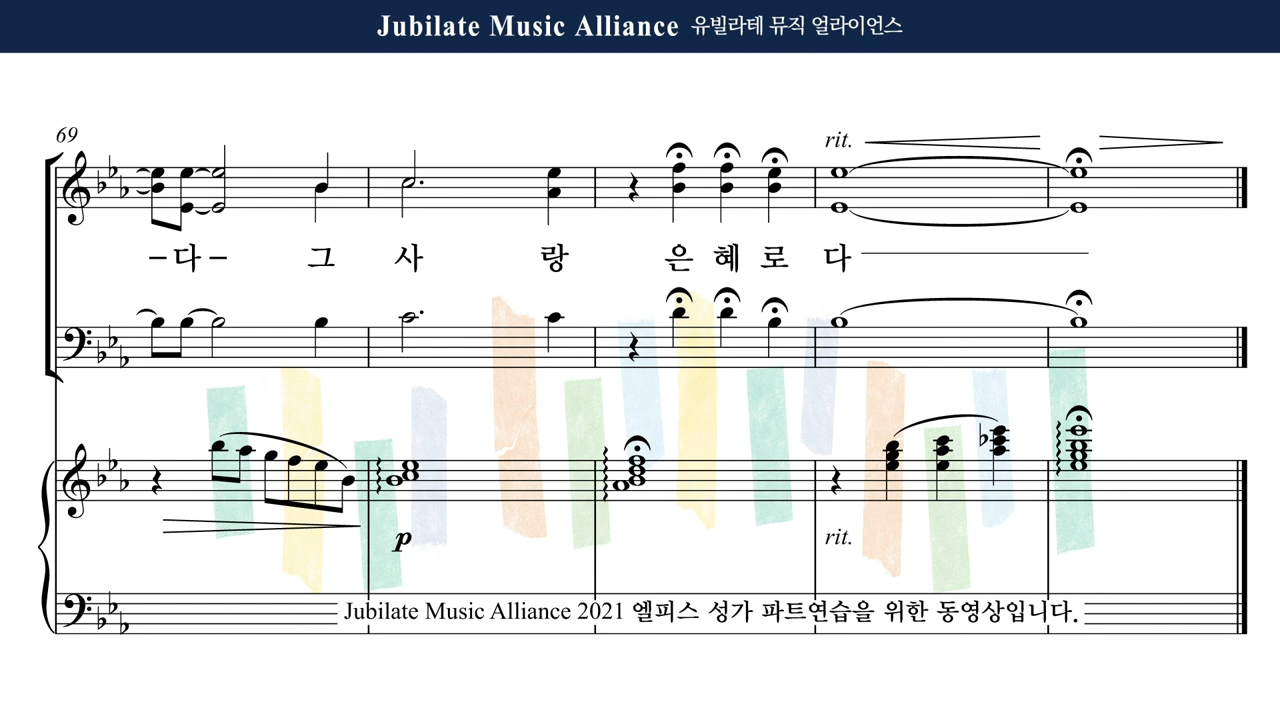 Jubilate Music Alliance 유빌라테 뮤직 얼라이언스
69
rit.
-다- 그 사 랑 은 혜 로 다
p
rit.
Jubilate Music Alliance 2021 엘피스 성가 파트연습을 위한 동영상입니다.